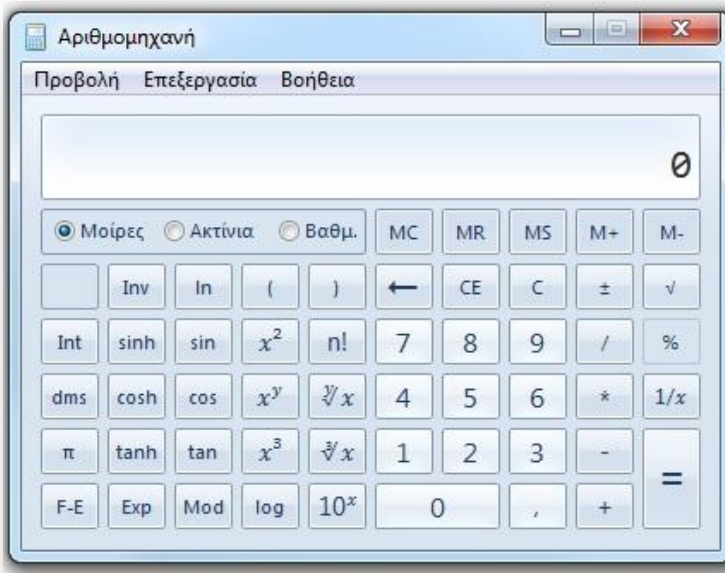 Αριθμομηχανή
Προβολή Επεξεργασία Βοήθεια
0
Μοίρες Ακτίνια Βαθμ. MC MR MS M+ M-
Inv ln ( ) ← CE C ± √
Int sinh sin x² n! 7 8 9 / %
dms cosh cos xʸ ʸ√x 4 5 6 * 1/x
π tanh tan x³ ³√x 1 2 3 - =
F-E Exp Mod log 10ˣ 0 , +